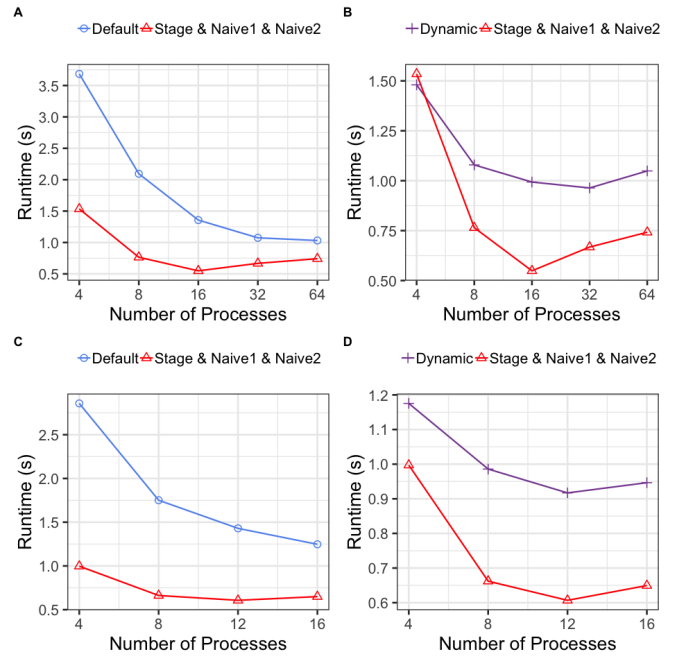 A
B
Default Stage & Naive1 & Naive2
Dynamic Stage & Naive1 & Naive2
Runtime (s)
3.5
3.0
2.5
2.0
1.5
1.0
0.5
4 8 16 32 64
Number of Processes
Runtime (s)
1.50
1.25
1.00
0.75
0.50
4 8 16 32 64
Number of Processes
C
D
Default Stage & Naive1 & Naive2
Dynamic Stage & Naive1 & Naive2
Runtime (s)
2.5
2.0
1.5
1.0
0.5
4 8 12 16
Number of Processes
Runtime (s)
1.2
1.1
1.0
0.9
0.8
0.7
0.6
4 8 12 16
Number of Processes